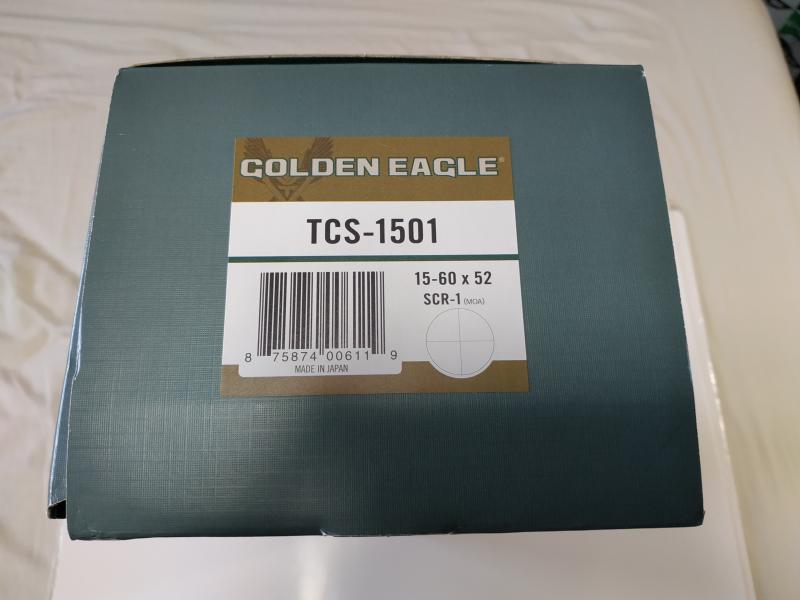 GOLDEN EAGLE®
TCS-1501
15-60 x 52
SCR-1 (MOA)
8 75874 00611 9
MADE IN JAPAN